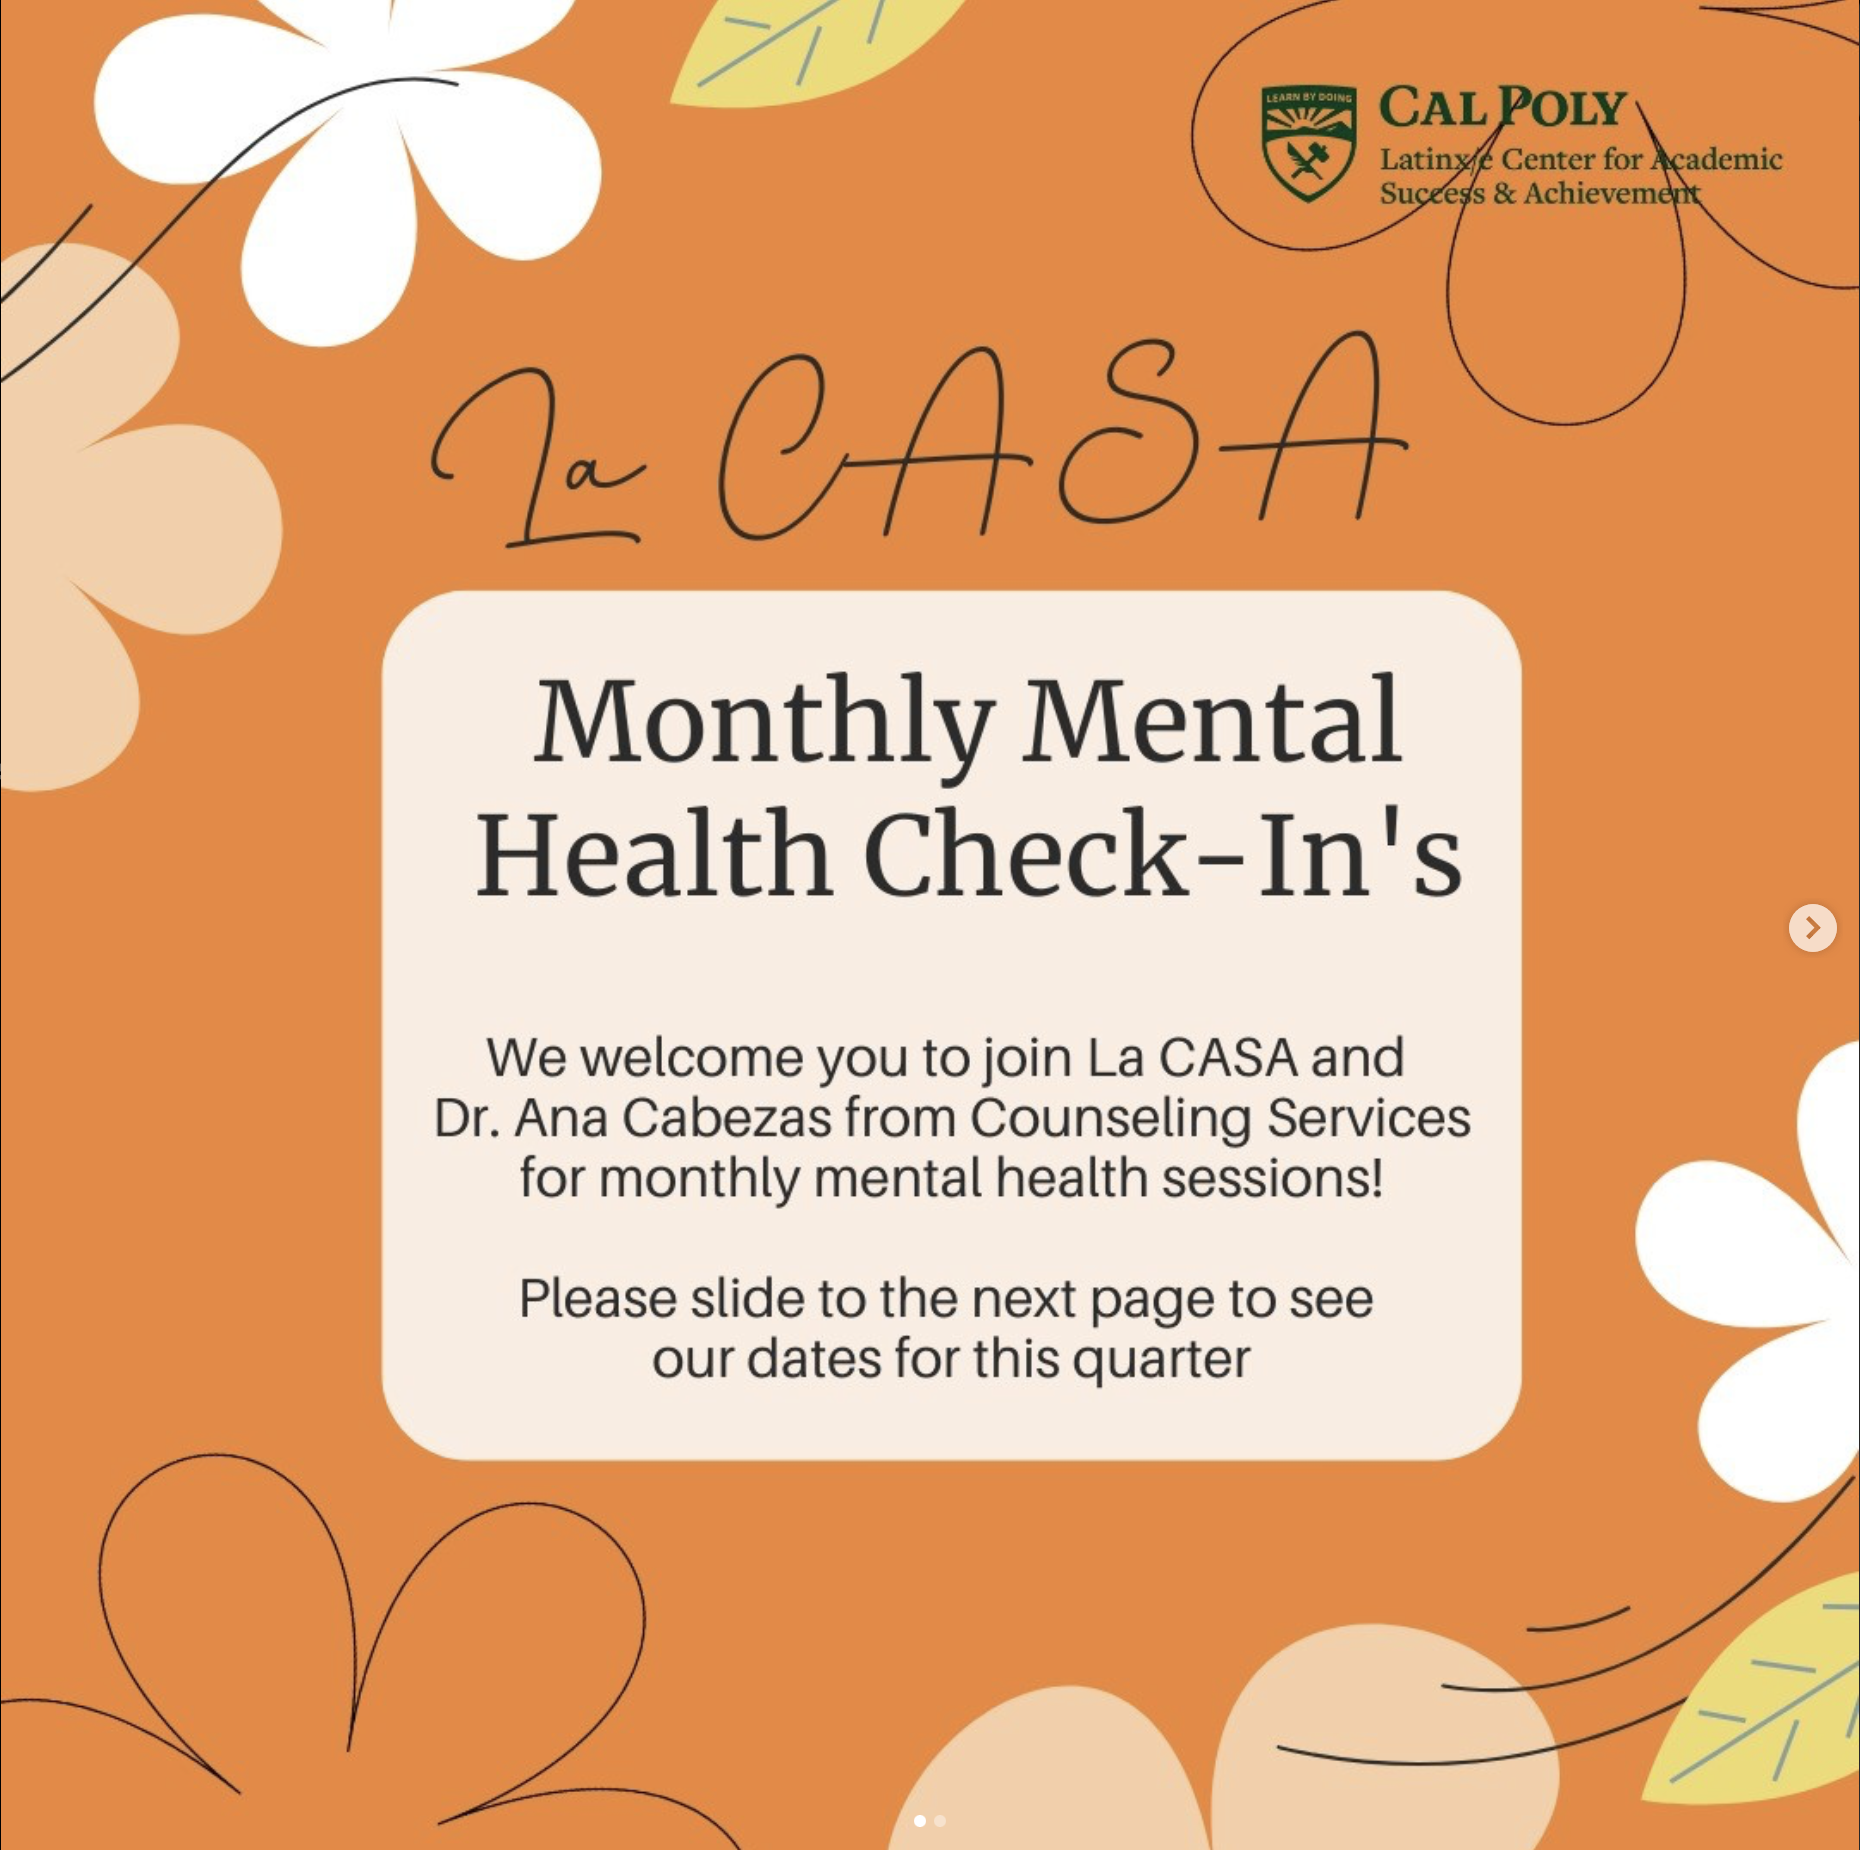 LEARN BY DOING
CAL POLY
Latinx/e Center for Academic
Success & Achievement
La CASA
Monthly Mental
Health Check-In's
We welcome you to join La CASA and
Dr. Ana Cabezas from Counseling Services
for monthly mental health sessions!
Please slide to the next page to see
our dates for this quarter